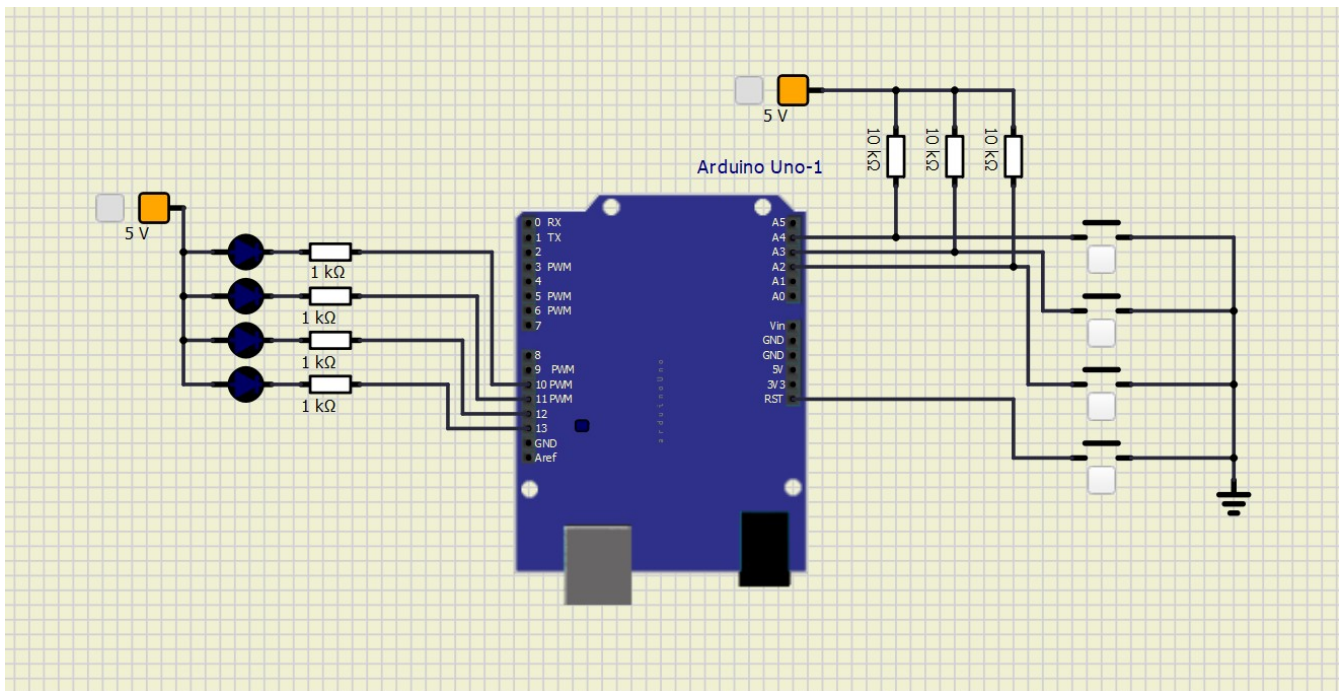 5 V
10 kΩ
10 kΩ
10 kΩ
Arduino Uno-1
5 V
1 kΩ
1 kΩ
1 kΩ
1 kΩ
0 RX
1 TX
2
3 PWM
4
5 PWM
6 PWM
7
8
9 PWM
10 PWM
11 PWM
12
13
GND
Aref
arduinoUno
A5
A4
A3
A2
A1
A0
Vin
GND
GND
5V
3V3
RST